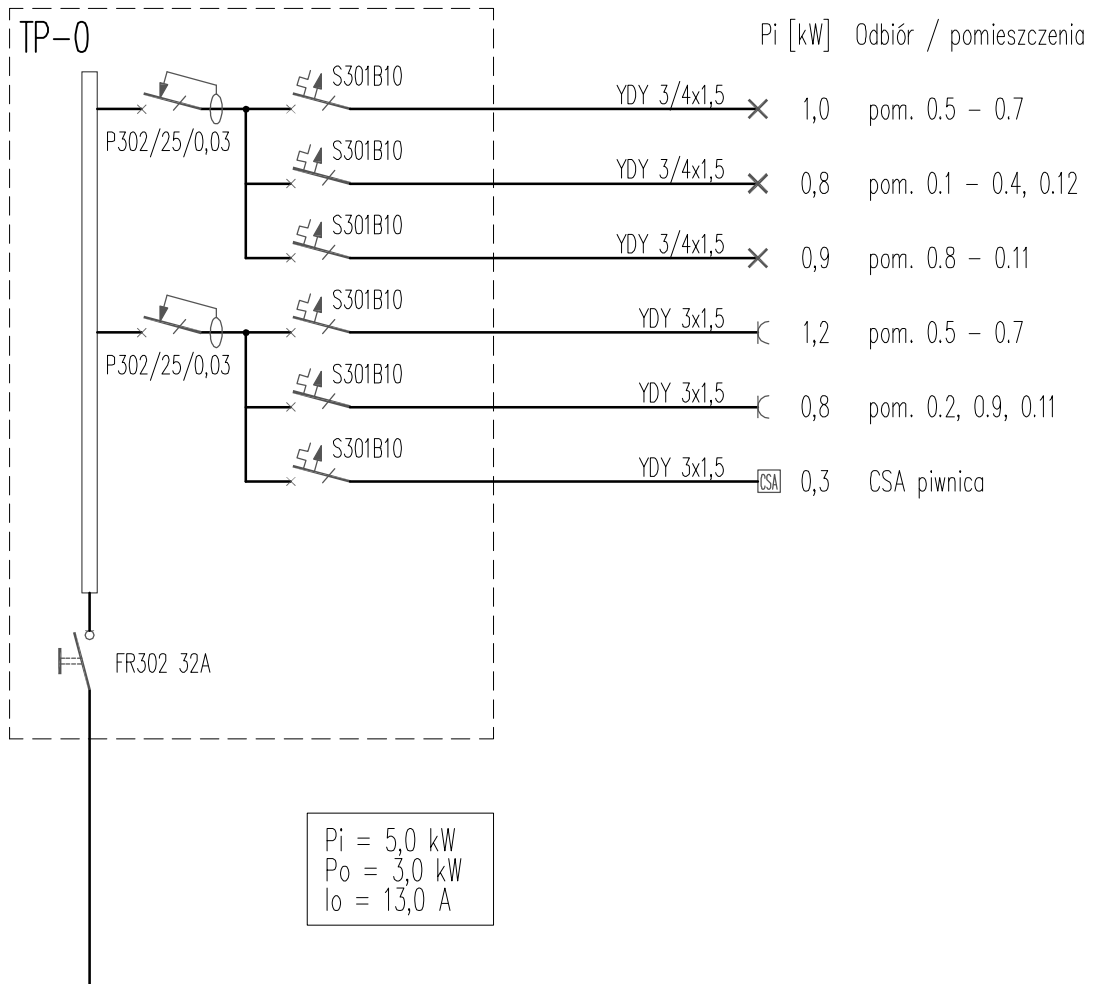 TP-0
Pi [kW] Odbiór / pomieszczenia
P302/25/0,03
S301B10
YDY 3/4x1,5
1,0 pom. 0.5 - 0.7
S301B10
YDY 3/4x1,5
0,8 pom. 0.1 - 0.4, 0.12
S301B10
YDY 3/4x1,5
0,9 pom. 0.8 - 0.11
P302/25/0,03
S301B10
YDY 3x1,5
1,2 pom. 0.5 - 0.7
S301B10
YDY 3x1,5
0,8 pom. 0.2, 0.9, 0.11
S301B10
YDY 3x1,5
CSA
0,3 CSA piwnica
FR302 32A
Pi = 5,0 kW
Po = 3,0 kW
Io = 13,0 A